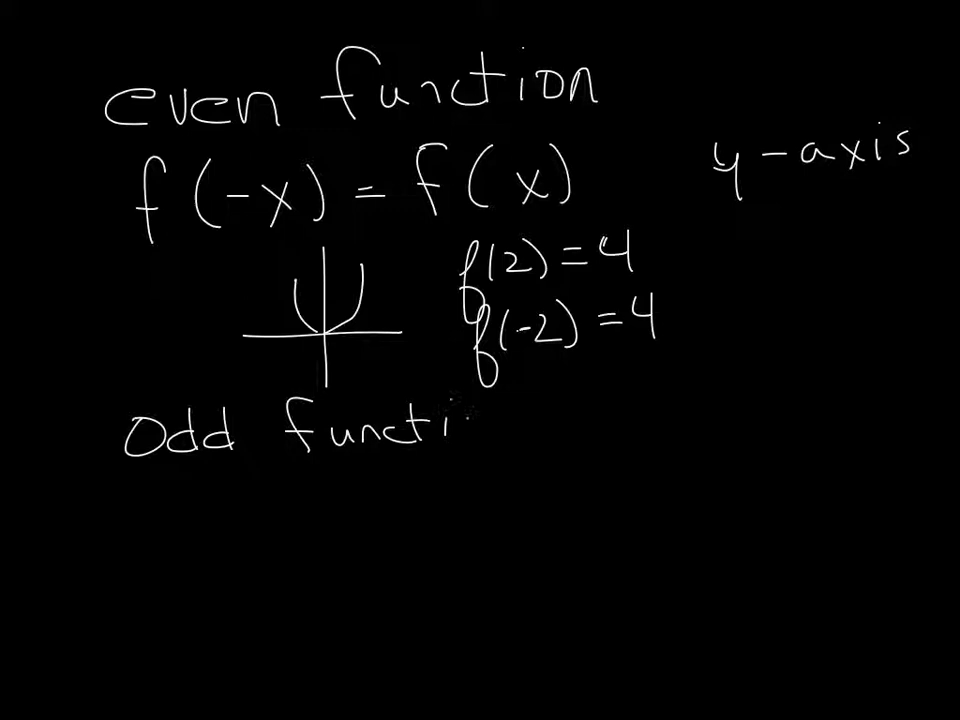 even function
f(-x) = f(x)
y-axis
f(2) = 4
f(-2) = 4
Odd functi